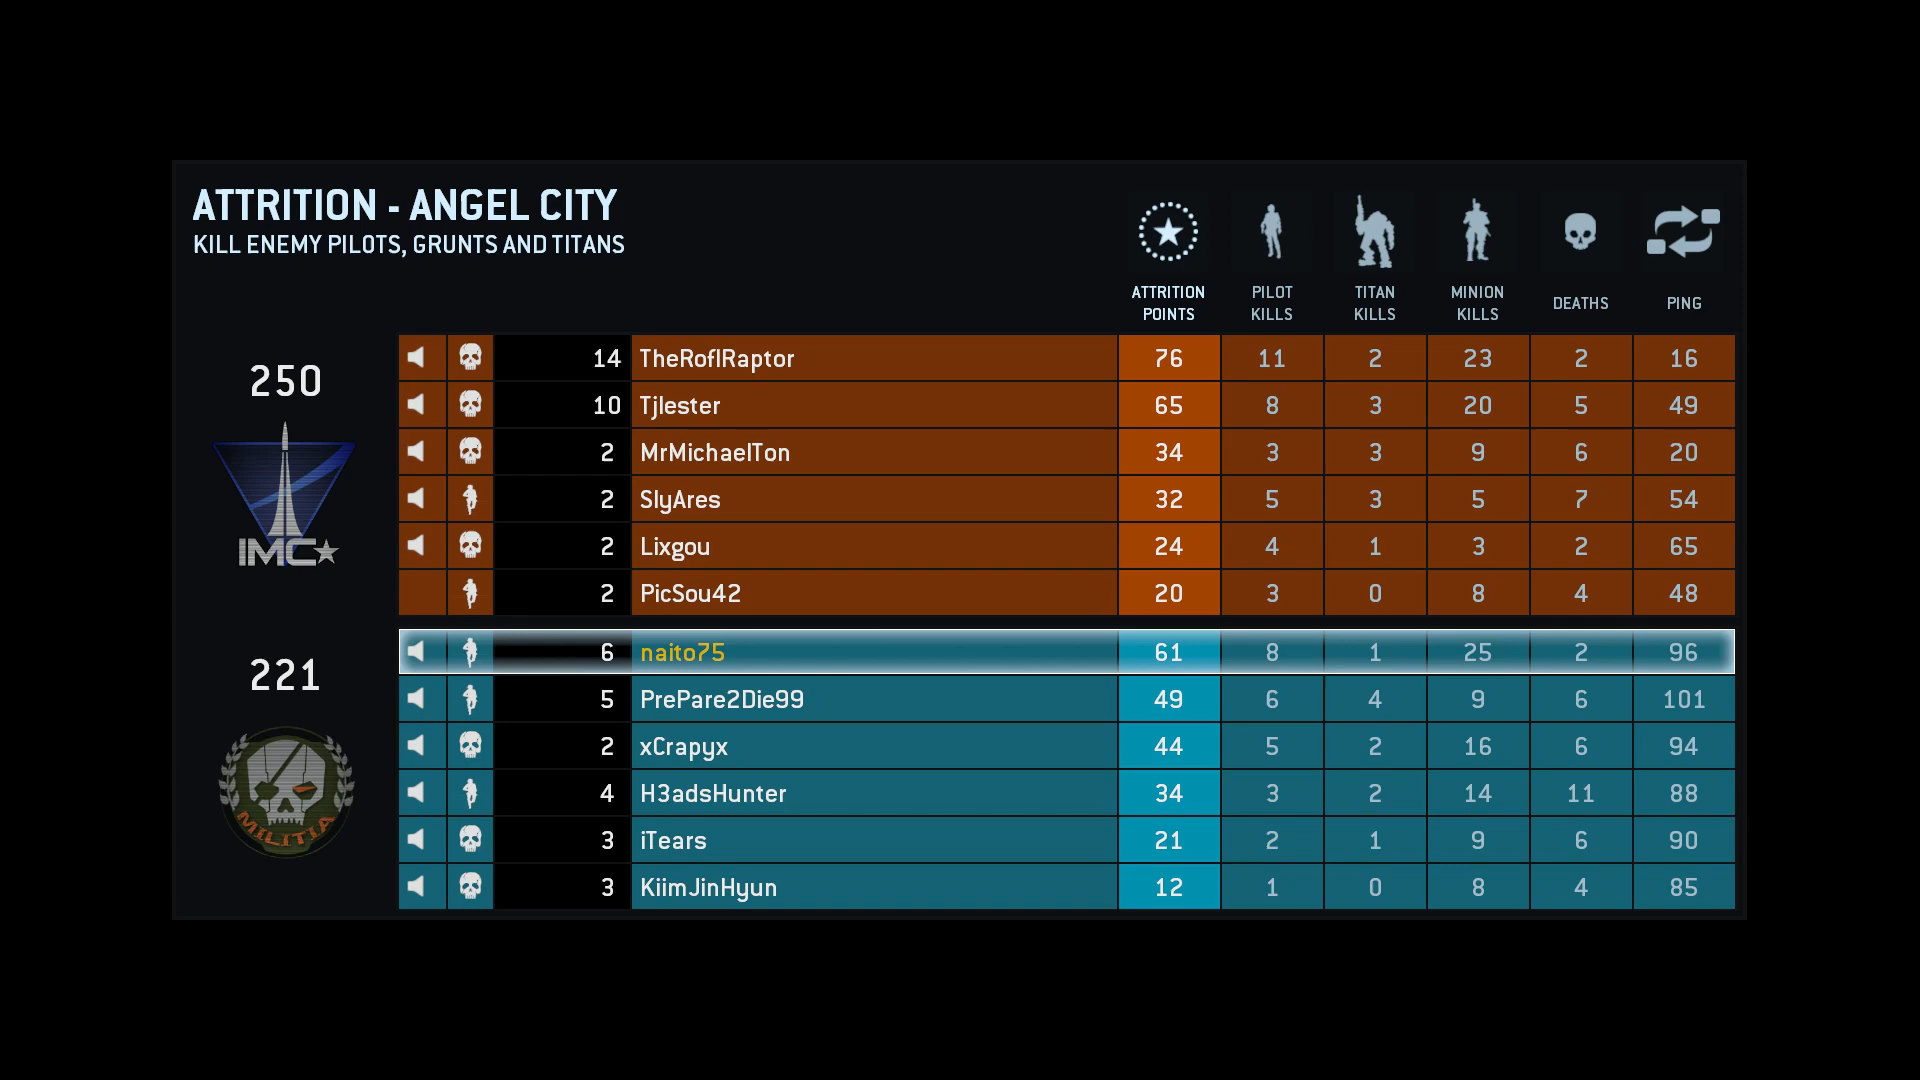 ATTRITION - ANGEL CITY
KILL ENEMY PILOTS, GRUNTS AND TITANS
ATTRITION POINTS PILOT KILLS TITAN KILLS MINION KILLS DEATHS PING
250
IMC
14 TheRoflRaptor 76 11 2 23 2 16
10 Tjlester 65 8 3 20 5 49
2 MrMichaelTon 34 3 3 9 6 20
2 SlyAres 32 5 3 5 7 54
2 Lixgou 24 4 1 3 2 65
2 PicSou42 20 3 0 8 4 48
221
MILITIA
6 naito75 61 8 1 25 2 96
5 PrePare2Die99 49 6 4 9 6 101
2 xCrapyx 44 5 2 16 6 94
4 H3adsHunter 34 3 2 14 11 88
3 iTears 21 2 1 9 6 90
3 KiimJinHyun 12 1 0 8 4 85